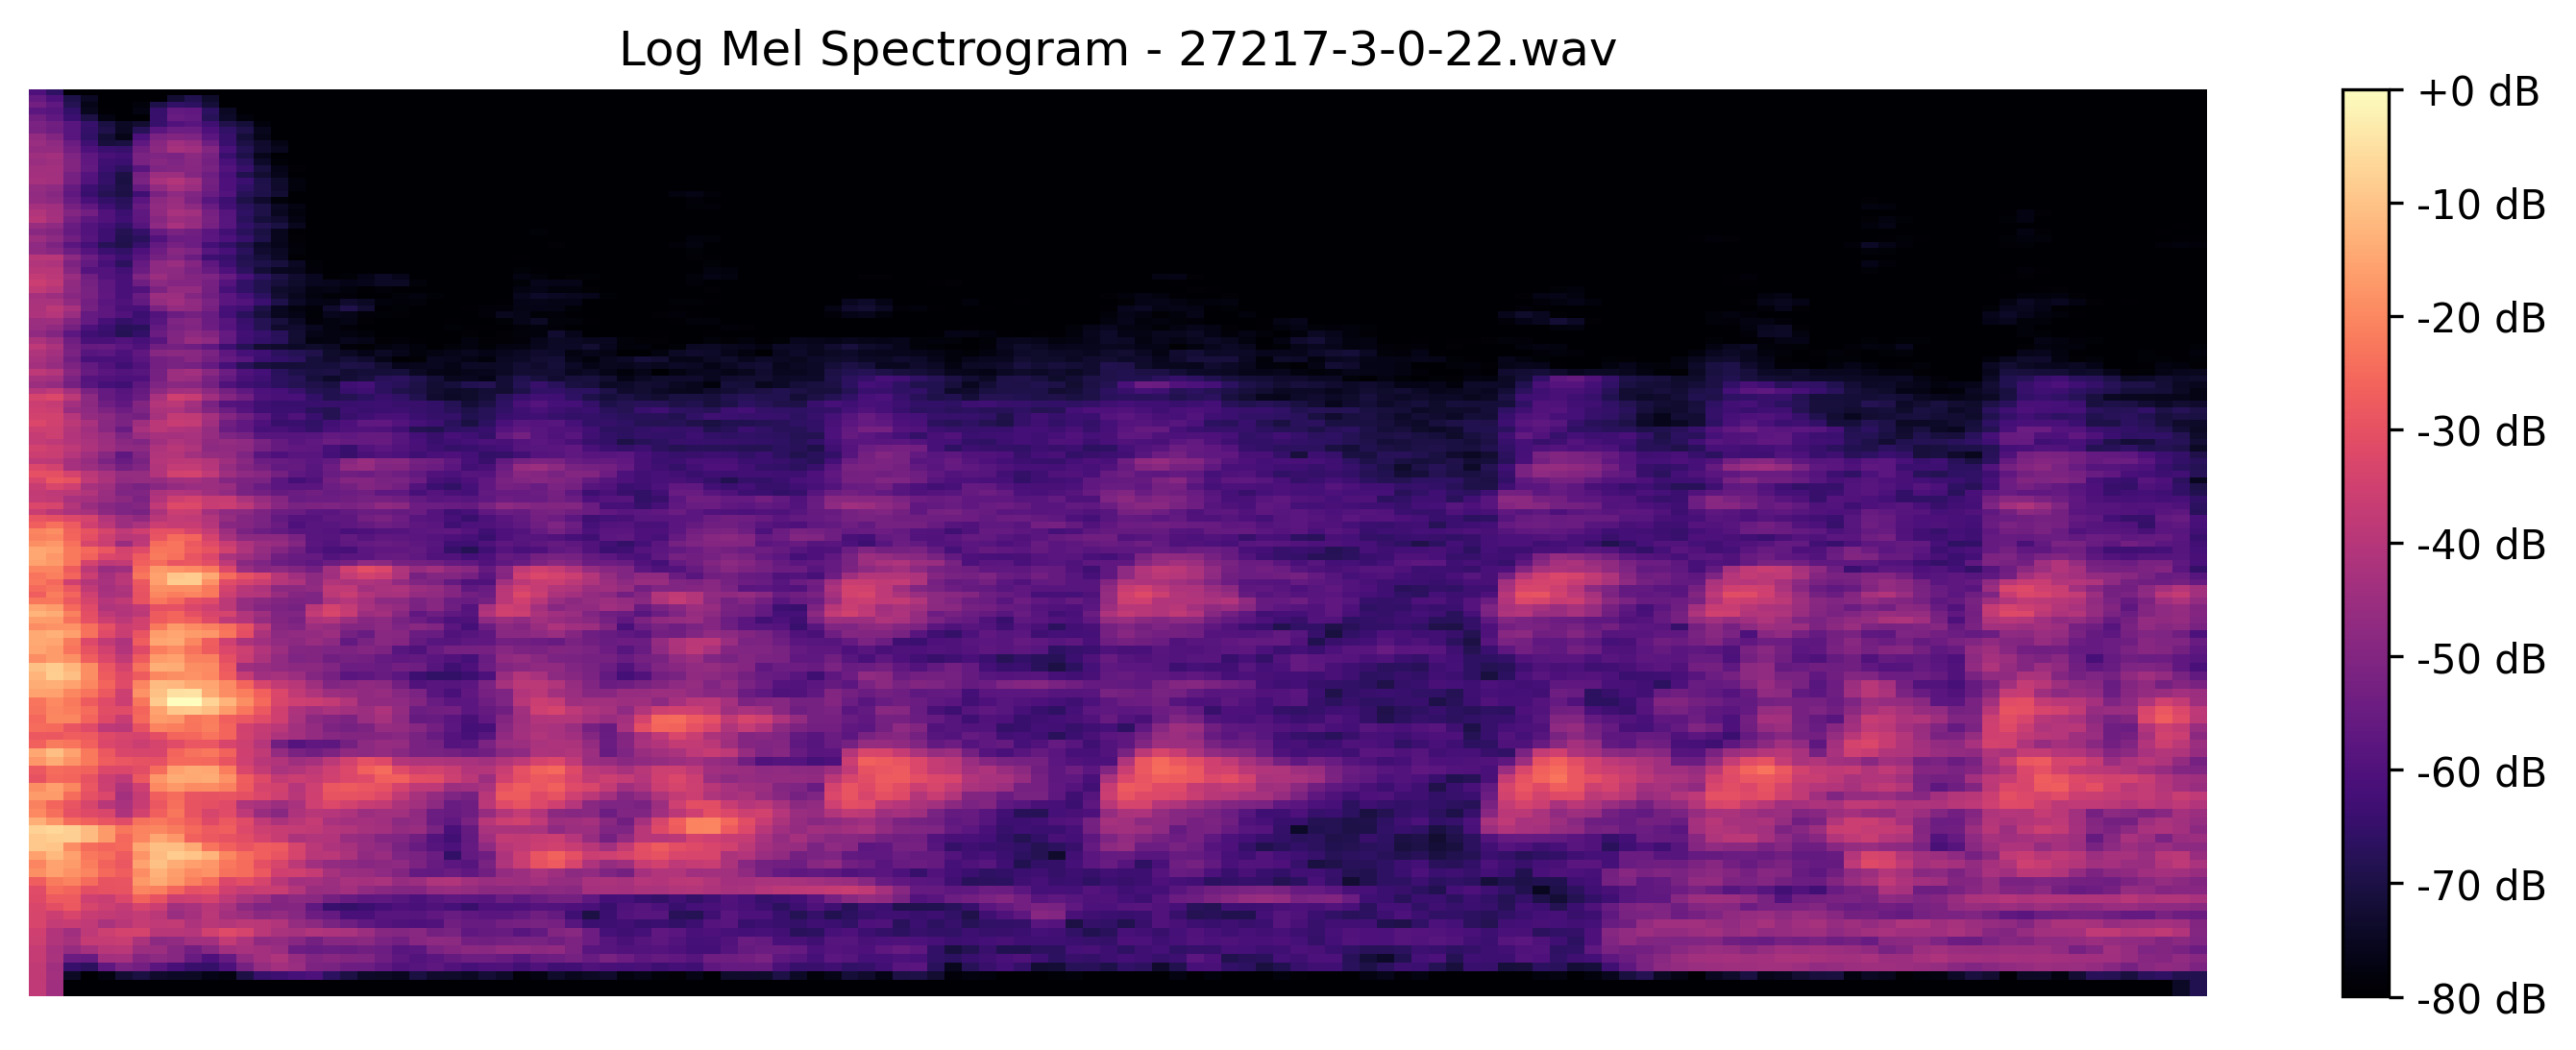 Log Mel Spectrogram - 27217-3-0-22.wav
+0 dB
-10 dB
-20 dB
-30 dB
-40 dB
-50 dB
-60 dB
-70 dB
-80 dB